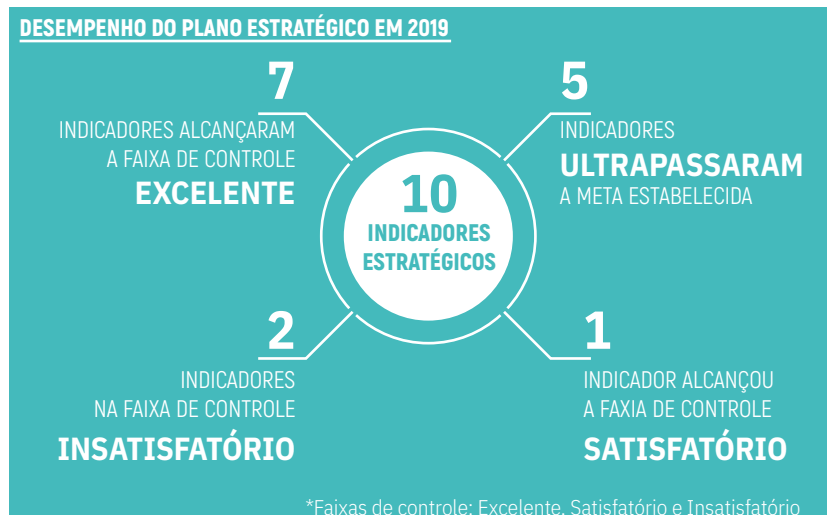 DESEMPENHO DO PLANO ESTRATÉGICO EM 2019
7
INDICADORES ALCANÇARAM
A FAIXA DE CONTROLE
EXCELENTE
5
INDICADORES
ULTRAPASSARAM
A META ESTABELECIDA
10
INDICADORES
ESTRATÉGICOS
2
INDICADORES
NA FAIXA DE CONTROLE
INSATISFATÓRIO
1
INDICADOR ALCANÇOU
A FAXIA DE CONTROLE
SATISFATÓRIO
*Faixas de controle: Excelente, Satisfatório e Insatisfatório